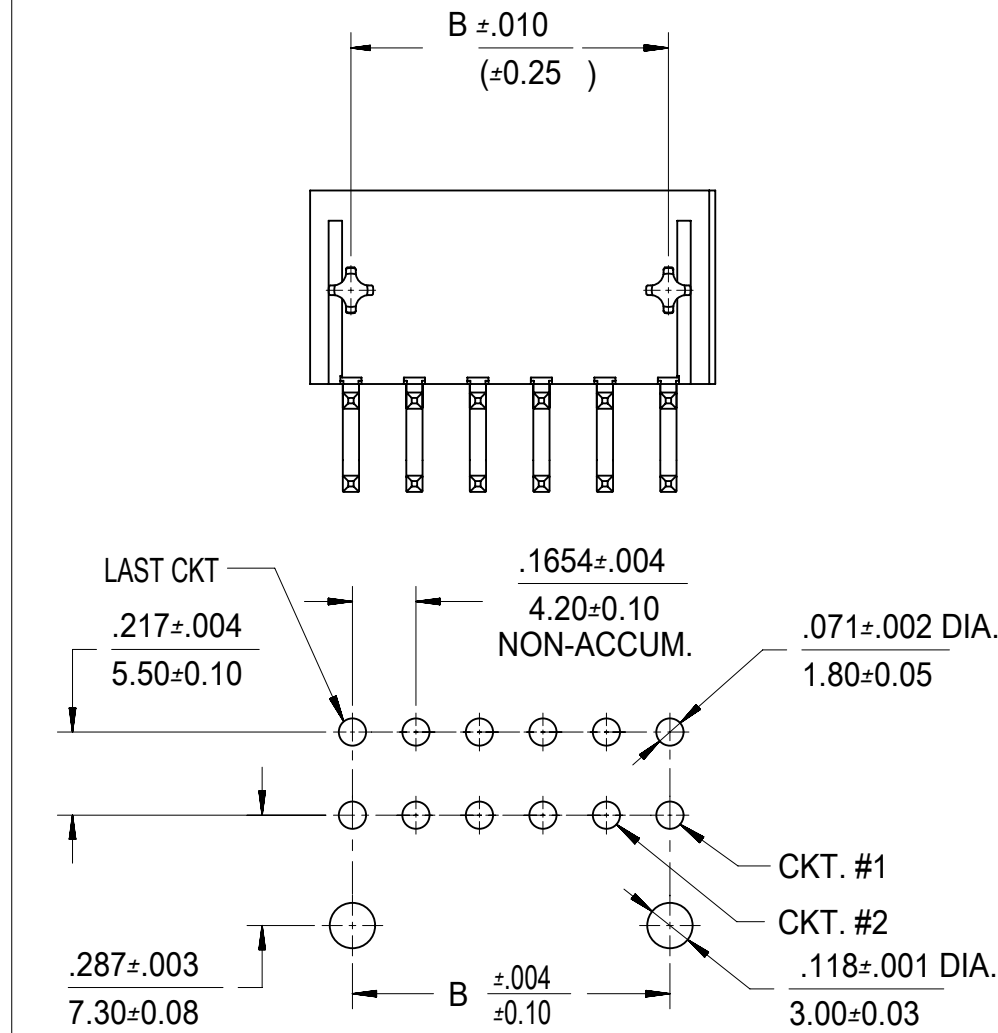 B ±.010
(±0.25 )
LAST CKT
.1654±.004
4.20±0.10
NON-ACCUM.
.217±.004
5.50±0.10
.071±.002 DIA.
1.80±0.05
CKT. #1
CKT. #2
.287±.003
7.30±0.08
B ±.004
±0.10
.118±.001 DIA.
3.00±0.03